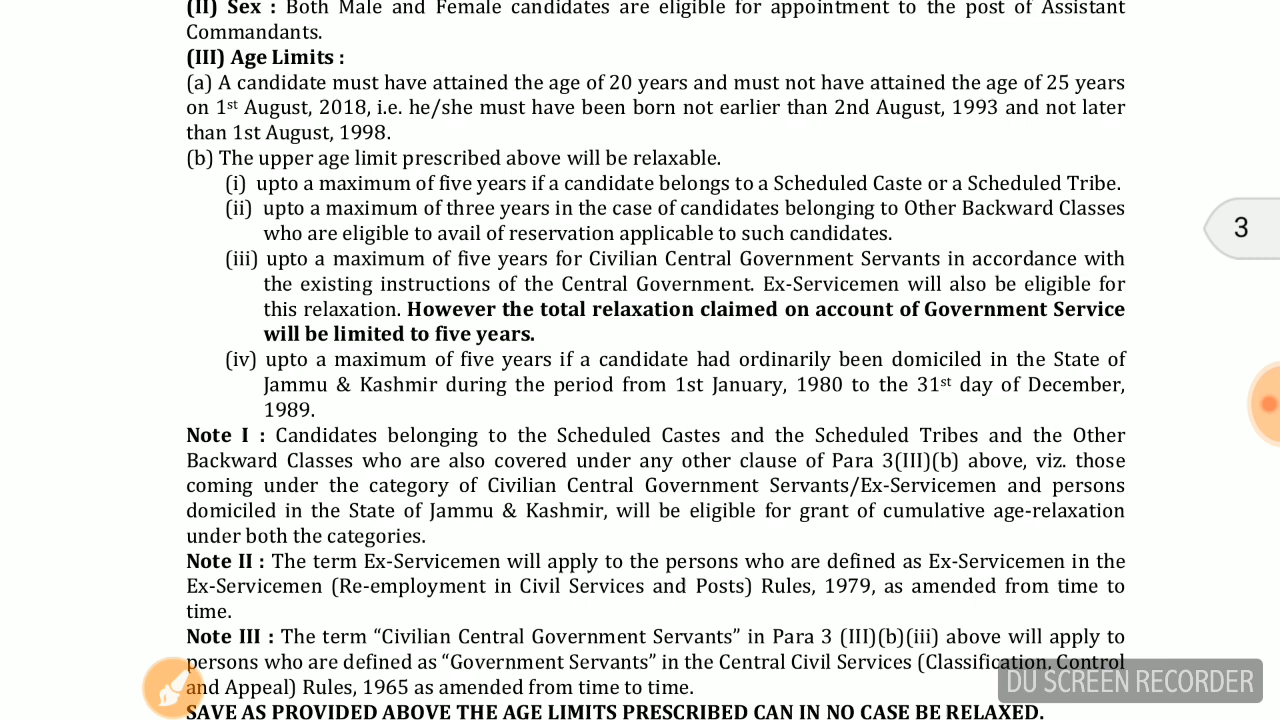 (II) Sex : Both Male and Female candidates are eligible for appointment to the post of Assistant
Commandants.
(III) Age Limits :
(a) A candidate must have attained the age of 20 years and must not have attained the age of 25 years
on 1st August, 2018, i.e. he/she must have been born not earlier than 2nd August, 1993 and not later
than 1st August, 1998.
(b) The upper age limit prescribed above will be relaxable.
(i) upto a maximum of five years if a candidate belongs to a Scheduled Caste or a Scheduled Tribe.
(ii) upto a maximum of three years in the case of candidates belonging to Other Backward Classes
who are eligible to avail of reservation applicable to such candidates.
(iii) upto a maximum of five years for Civilian Central Government Servants in accordance with
the existing instructions of the Central Government. Ex-Servicemen will also be eligible for
this relaxation. However the total relaxation claimed on account of Government Service
will be limited to five years.
(iv) upto a maximum of five years if a candidate had ordinarily been domiciled in the State of
Jammu & Kashmir during the period from 1st January, 1980 to the 31st day of December,
1989.
Note I : Candidates belonging to the Scheduled Castes and the Scheduled Tribes and the Other
Backward Classes who are also covered under any other clause of Para 3(III)(b) above, viz. those
coming under the category of Civilian Central Government Servants/Ex-Servicemen and persons
domiciled in the State of Jammu & Kashmir, will be eligible for grant of cumulative age-relaxation
under both the categories.
Note II : The term Ex-Servicemen will apply to the persons who are defined as Ex-Servicemen in the
Ex-Servicemen (Re-employment in Civil Services and Posts) Rules, 1979, as amended from time to
time.
Note III : The term “Civilian Central Government Servants” in Para 3 (III)(b)(iii) above will apply to
persons who are defined as “Government Servants” in the Central Civil Services (Classification, Control
and Appeal) Rules, 1965 as amended from time to time.
SAVE AS PROVIDED ABOVE THE AGE LIMITS PRESCRIBED CAN IN NO CASE BE RELAXED.
3
DU SCREEN RECORDER